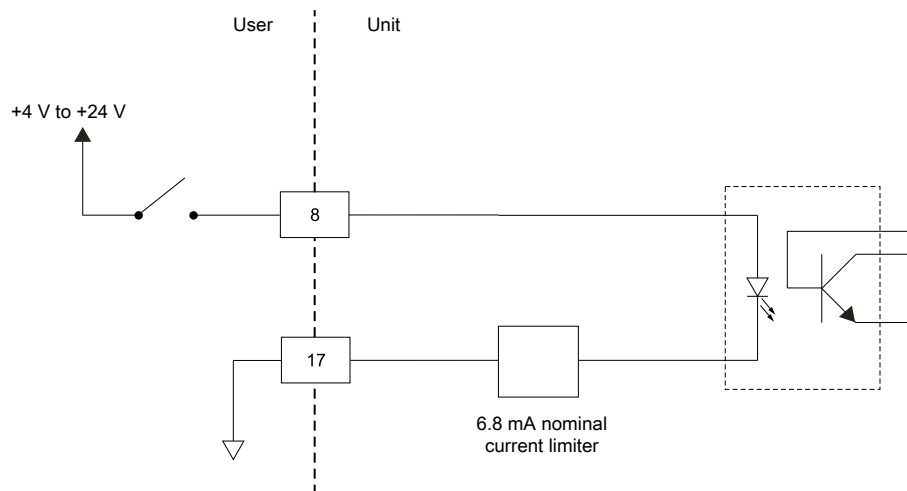 User
Unit
+4 V to +24 V
8
17
6.8 mA nominal
current limiter